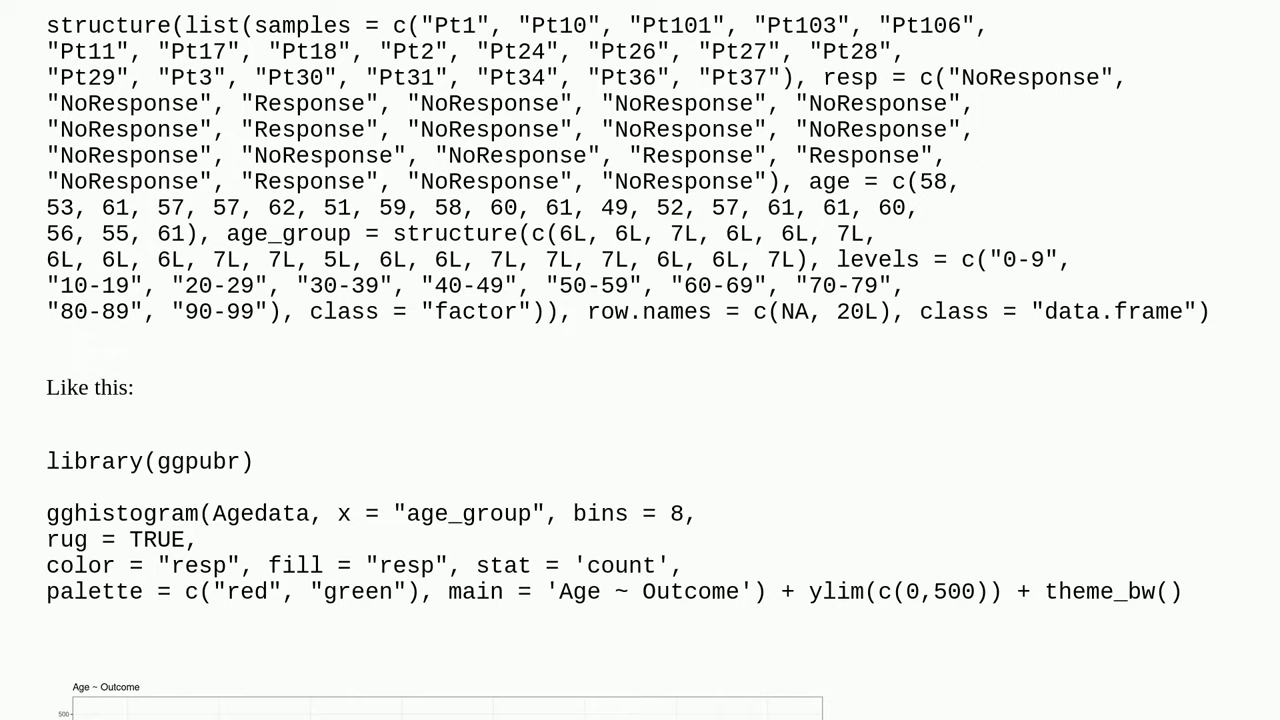 structure(list(samples = c("Pt1", "Pt10", "Pt101", "Pt103", "Pt106",
"Pt11", "Pt17", "Pt18", "Pt2", "Pt24", "Pt26", "Pt27", "Pt28",
"Pt29", "Pt3", "Pt30", "Pt31", "Pt34", "Pt36", "Pt37"), resp = c("NoResponse",
"NoResponse", "Response", "NoResponse", "NoResponse", "NoResponse",
"NoResponse", "Response", "NoResponse", "NoResponse", "NoResponse",
"NoResponse", "NoResponse", "NoResponse", "Response", "Response",
"NoResponse", "Response", "NoResponse", "NoResponse"), age = c(58,
53, 61, 57, 57, 62, 51, 59, 58, 60, 61, 49, 52, 57, 61, 61, 60,
56, 55, 61), age_group = structure(c(6L, 6L, 7L, 6L, 6L, 7L,
6L, 6L, 6L, 7L, 7L, 5L, 6L, 6L, 7L, 7L, 7L, 6L, 6L, 7L), levels = c("0-9",
"10-19", "20-29", "30-39", "40-49", "50-59", "60-69", "70-79",
"80-89", "90-99"), class = "factor")), row.names = c(NA, 20L), class = "data.frame")
Like this:
library(ggpubr)
gghistogram(Agedata, x = "age_group", bins = 8,
rug = TRUE,
color = "resp", fill = "resp", stat = 'count',
palette = c("red", "green"), main = 'Age ~ Outcome') + ylim(c(0,500)) + theme_bw()
Age ~ Outcome
500